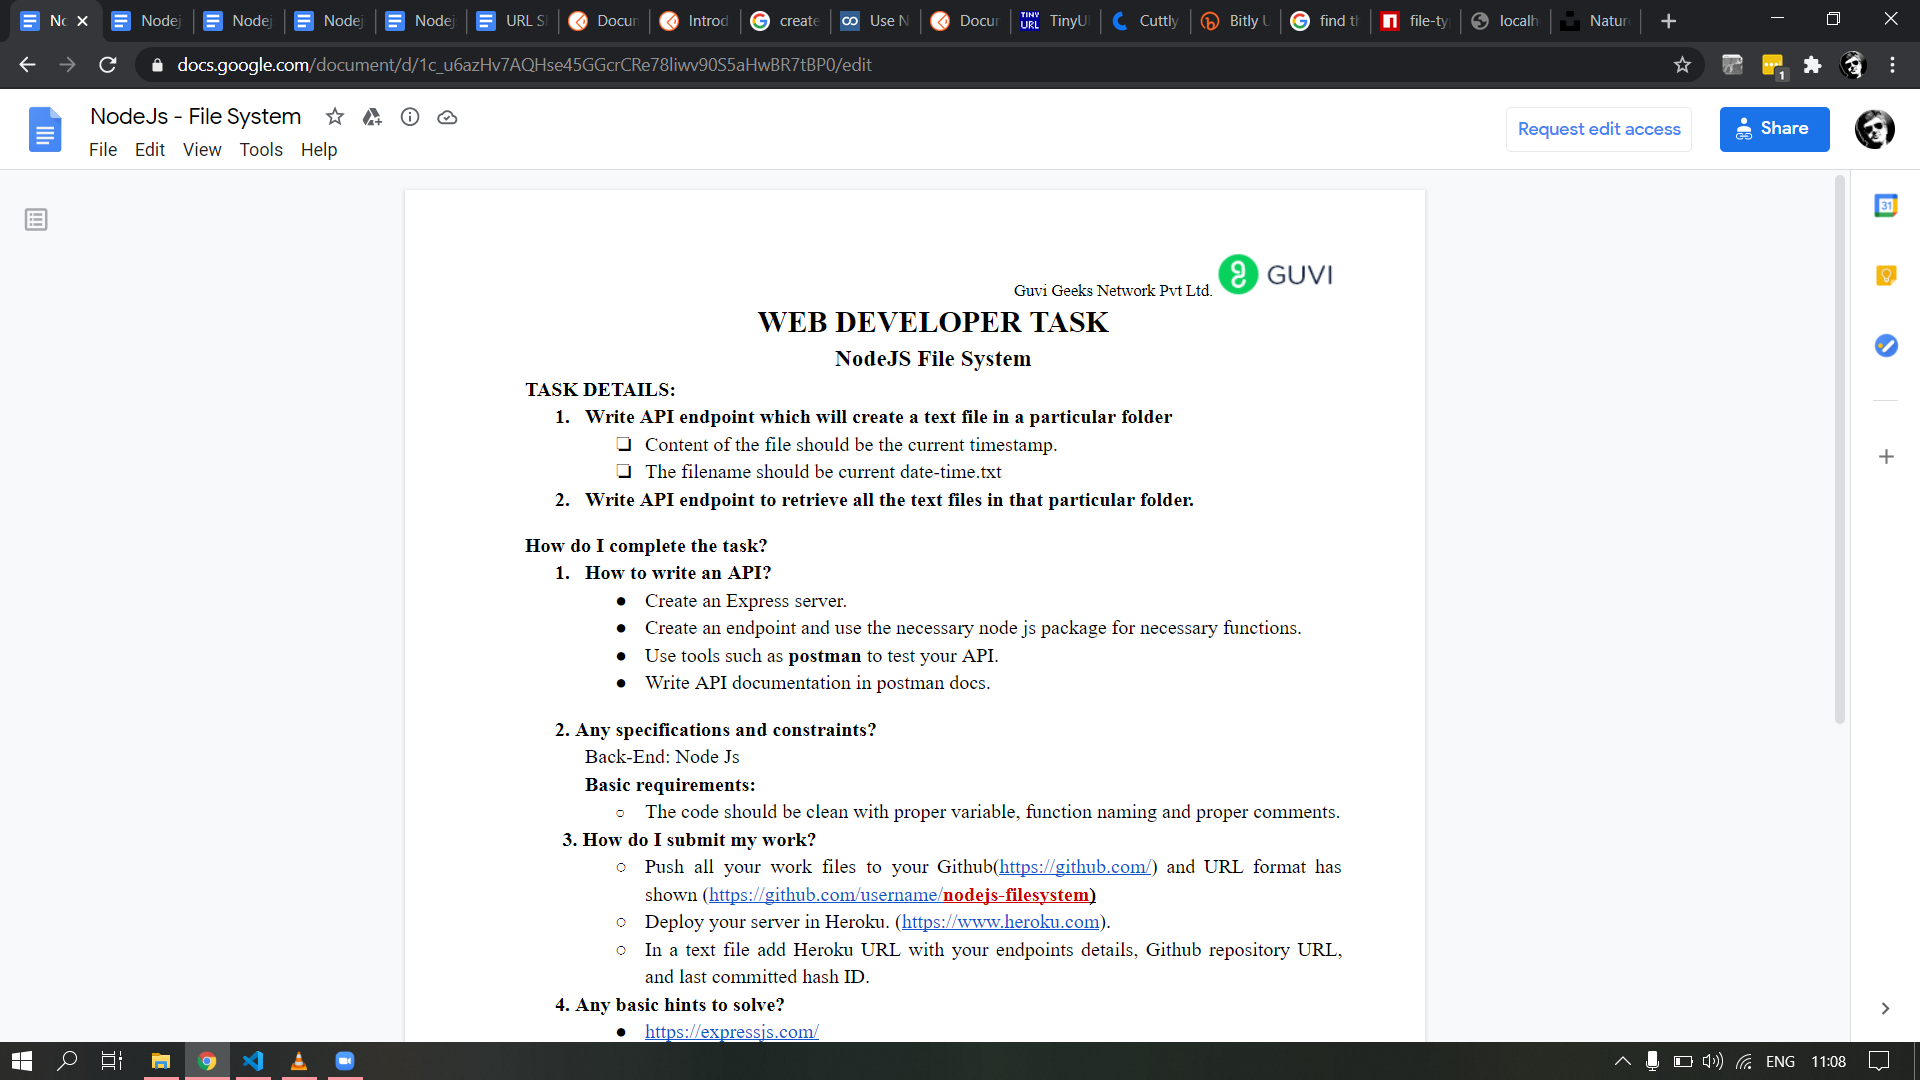 No
Nodej
Nodej
Nodej
Nodej
URL S
Docun
Introd
create
Use N
Docur
TINY URL TinyU
Cuttly
Bitly U
find th
file-ty
localh
Natur
docs.google.com/document/d/1c_u6azHv7AQHse45GGcrCRe78liwv90S5aHwBR7tBP0/edit
1
NodeJs - File System
File Edit View Tools Help
Request edit access
Share
31
Guvi Geeks Network Pvt Ltd. GUVI
WEB DEVELOPER TASK
NodeJS File System
TASK DETAILS:
1. Write API endpoint which will create a text file in a particular folder
❏ Content of the file should be the current timestamp.
❏ The filename should be current date-time.txt
2. Write API endpoint to retrieve all the text files in that particular folder.
How do I complete the task?
1. How to write an API?
● Create an Express server.
● Create an endpoint and use the necessary node js package for necessary functions.
● Use tools such as postman to test your API.
● Write API documentation in postman docs.
2. Any specifications and constraints?
Back-End: Node Js
Basic requirements:
○ The code should be clean with proper variable, function naming and proper comments.
3. How do I submit my work?
○ Push all your work files to your Github(https://github.com/) and URL format has
shown (https://github.com/username/nodejs-filesystem)
○ Deploy your server in Heroku. (https://www.heroku.com).
○ In a text file add Heroku URL with your endpoints details, Github repository URL,
and last committed hash ID.
4. Any basic hints to solve?
● https://expressjs.com/
ENG 11:08